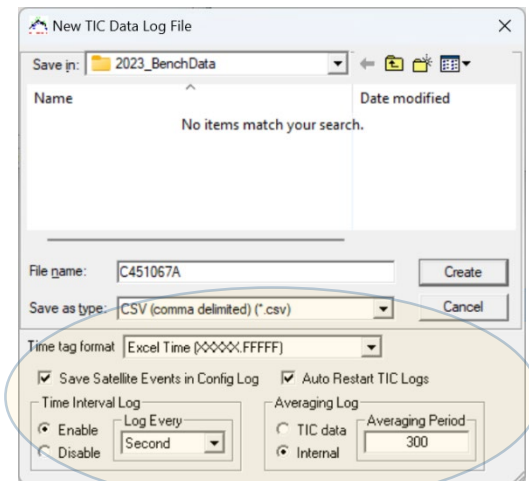 New TIC Data Log File
Save in: 2023_BenchData
Name Date modified
No items match your search.
File name: C451067A Create
Save as type: CSV (comma delimited) (*.csv) Cancel
Time tag format Excel Time (XXXXX.FFFFF)
Save Satellite Events in Config Log Auto Restart TIC Logs
Time Interval Log Averaging Log
Log Every Averaging Period
Enable Second TIC data 300
Disable Internal